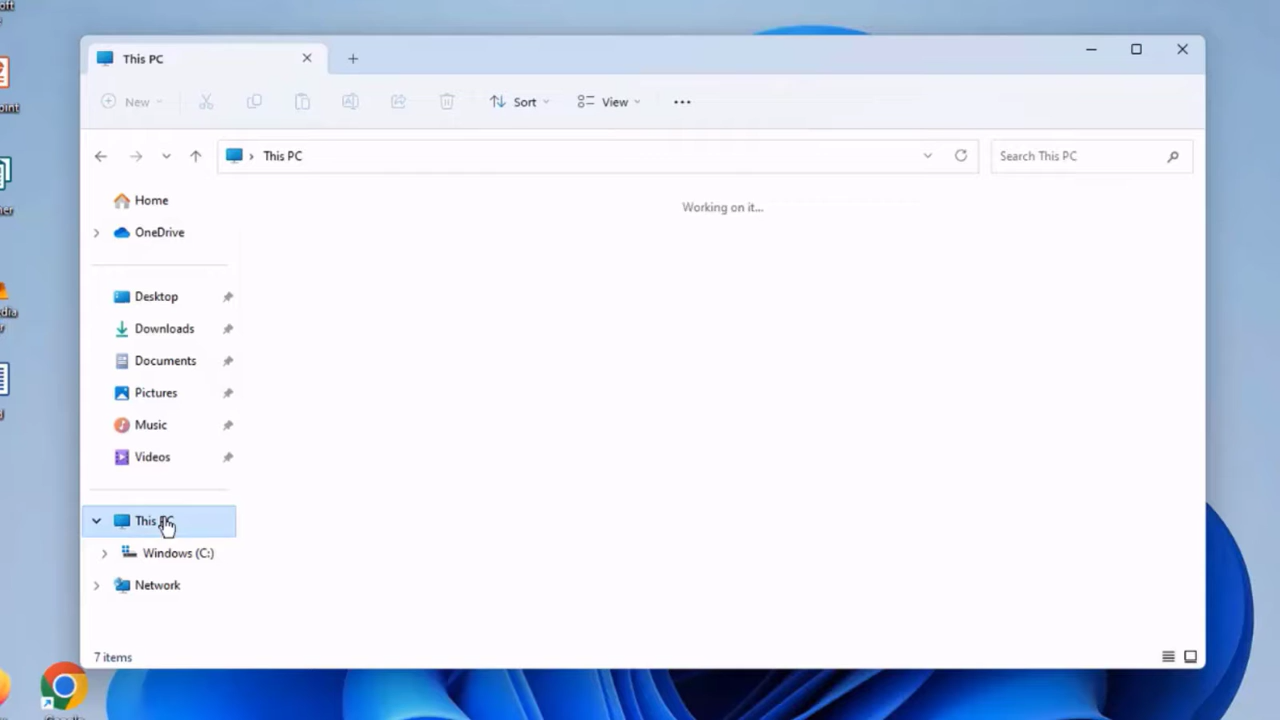 This PC
New
Sort
View
This PC
Search This PC
Working on it...
Home
OneDrive
Desktop
Downloads
Documents
Pictures
Music
Videos
This PC
Windows (C:)
Network
7 items